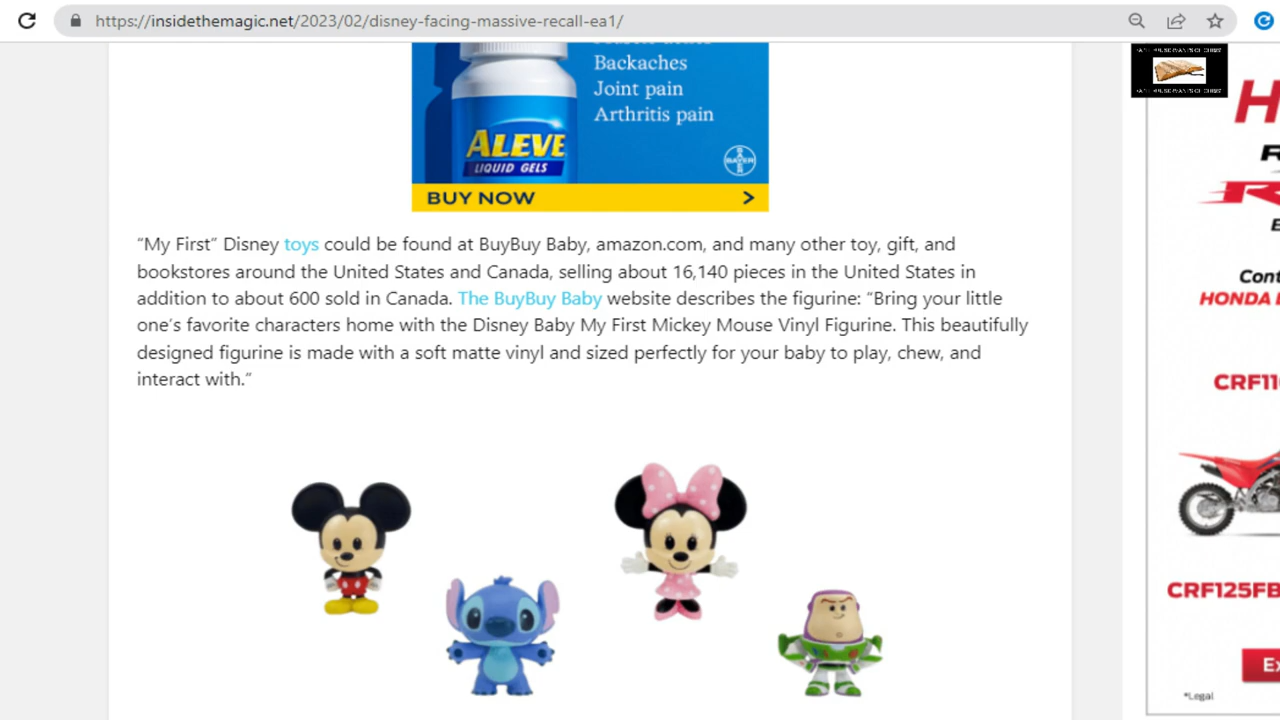 https://insidethemagic.net/2023/02/disney-facing-massive-recall-ea1/
Backaches
Joint pain
Arthritis pain
ALEVE
LIQUID GELS
BAYER
BUY NOW >
“My First” Disney toys could be found at BuyBuy Baby, amazon.com, and many other toy, gift, and
bookstores around the United States and Canada, selling about 16,140 pieces in the United States in
addition to about 600 sold in Canada. The BuyBuy Baby website describes the figurine: “Bring your little
one’s favorite characters home with the Disney Baby My First Mickey Mouse Vinyl Figurine. This beautifully
designed figurine is made with a soft matte vinyl and sized perfectly for your baby to play, chew, and
interact with.”
H
R
E
Cont
HONDA
CRF11
CRF125FB
Ex
*Legal